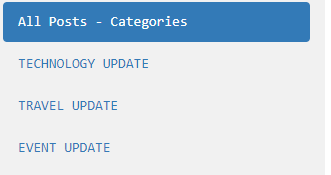 All Posts - Categories
TECHNOLOGY UPDATE
TRAVEL UPDATE
EVENT UPDATE